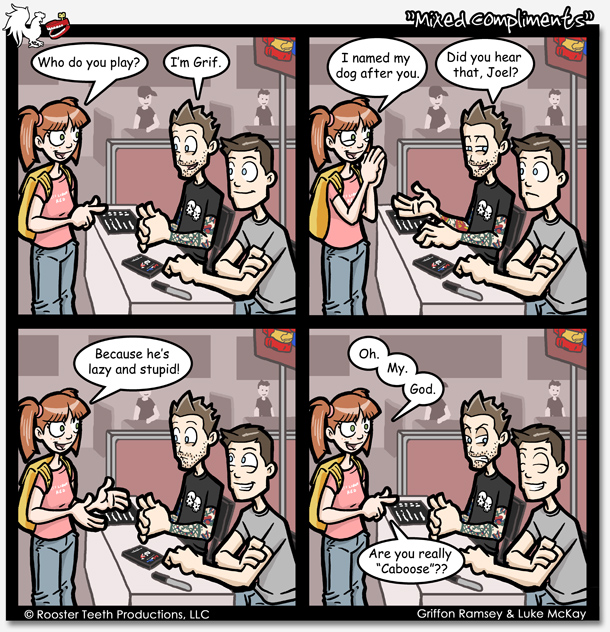 "Mixed compliments"
Who do you play?
I'm Grif.
I named my
dog after you.
Did you hear
that, Joel?
Because he's
lazy and stupid!
Oh.
My.
God.
Are you really
"Caboose"??
© Rooster Teeth Productions, LLC
Griffon Ramsey & Luke McKay